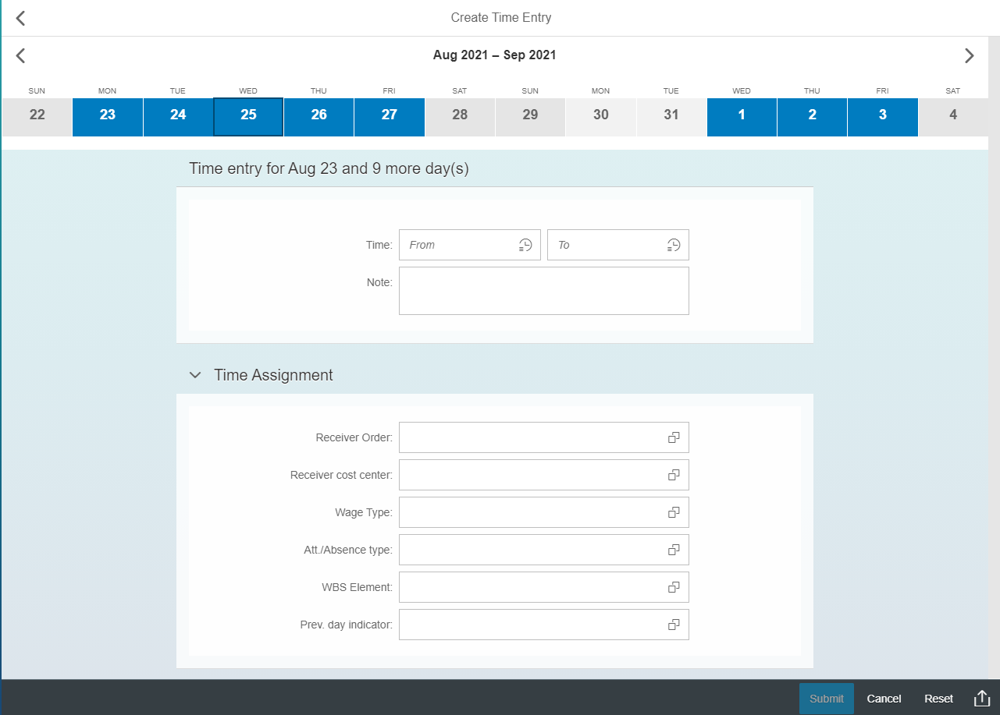 Create Time Entry
Aug 2021 – Sep 2021
SUN MON TUE WED THU FRI SAT SUN MON TUE WED THU FRI SAT
22 23 24 25 26 27 28 29 30 31 1 2 3 4
Time entry for Aug 23 and 9 more day(s)
Time: From To
Note:
Time Assignment
Receiver Order:
Receiver cost center:
Wage Type:
Att./Absence type:
WBS Element:
Prev. day indicator:
Submit Cancel Reset